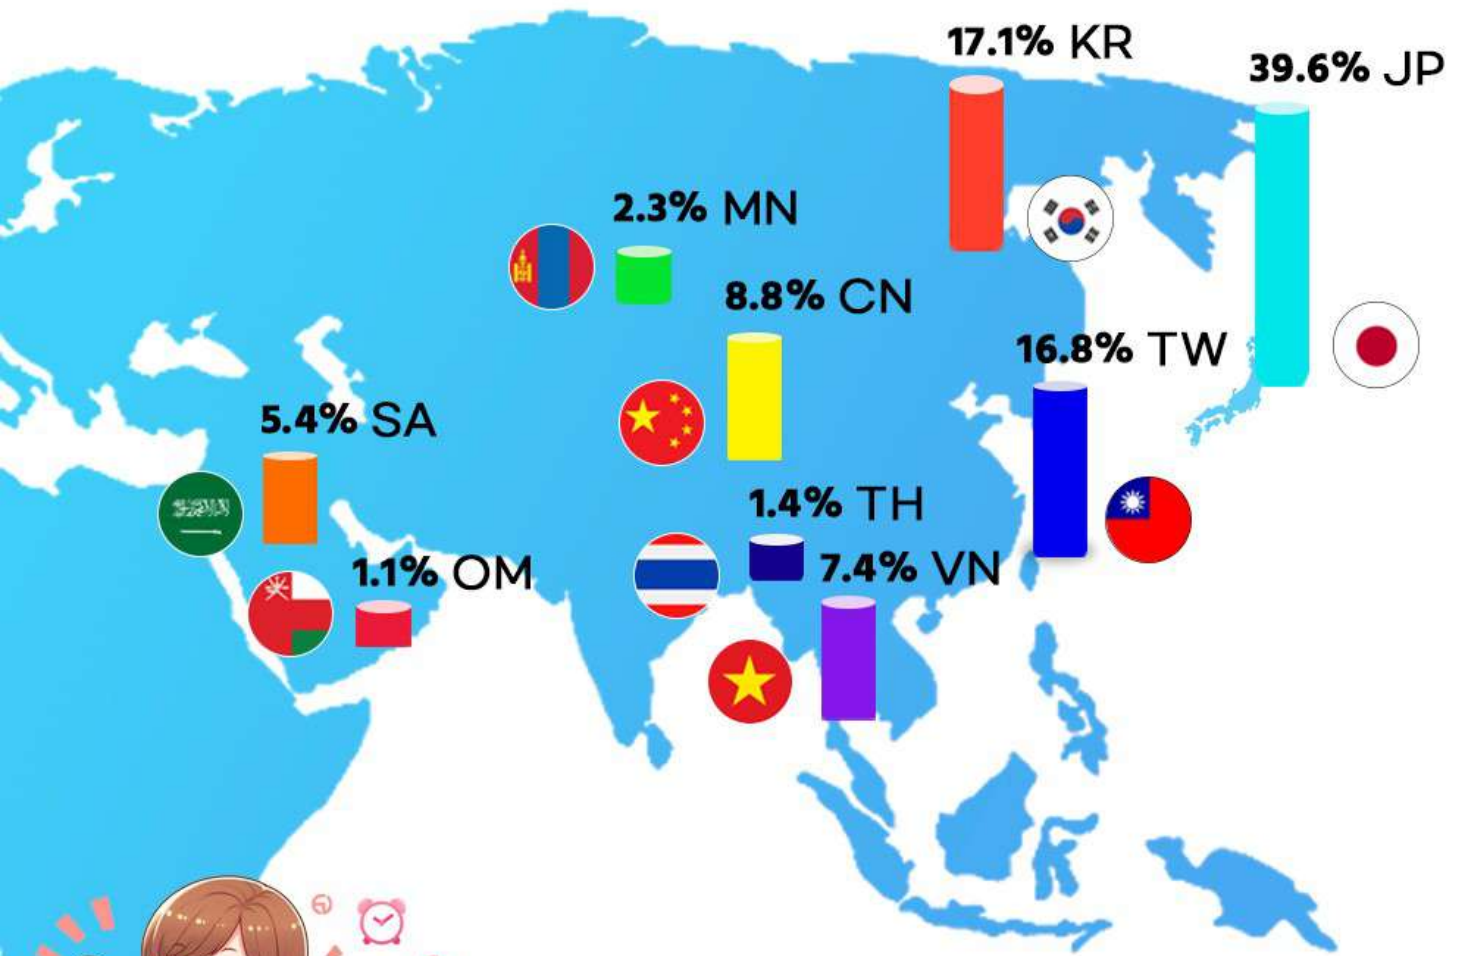 17.1% KR
39.6% JP
2.3% MN
8.8% CN
16.8% TW
5.4% SA
1.4% TH
7.4% VN
1.1% OM